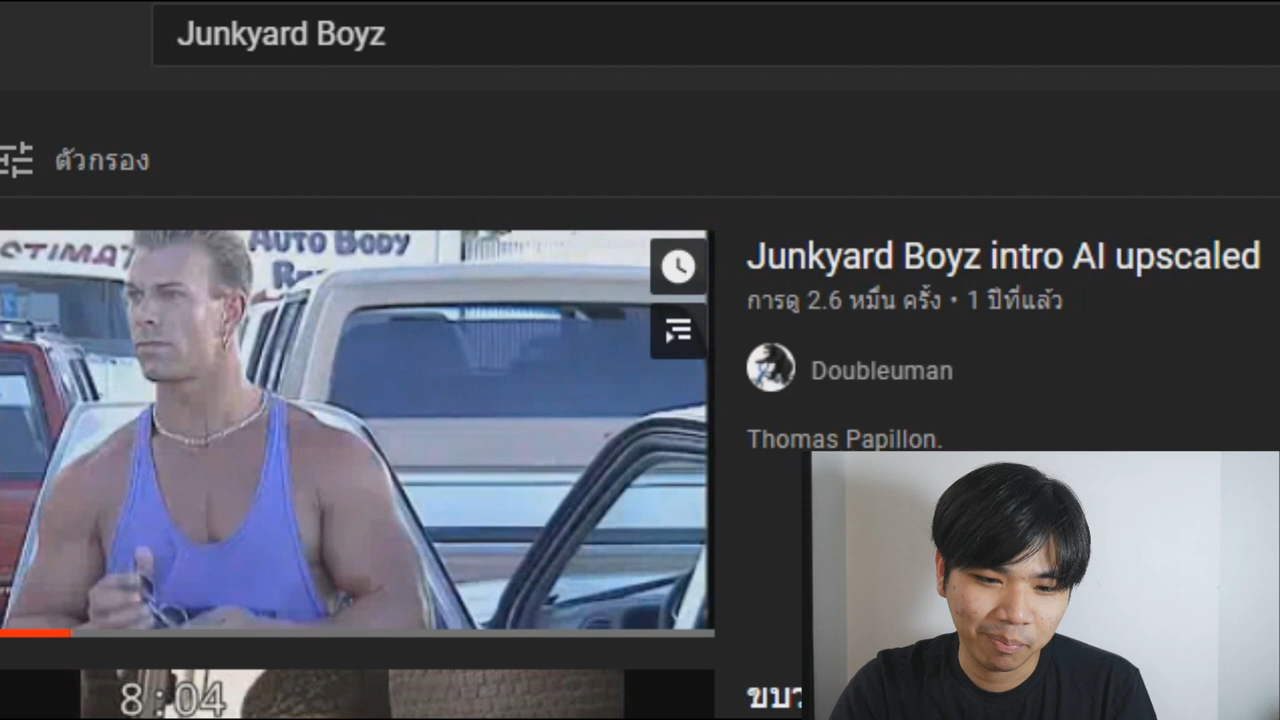 Junkyard Boyz
ตัวกรอง
AUTO BODY
Junkyard Boyz intro AI upscaled
การดู 2.6 หมื่น ครั้ง • 1 ปีที่แล้ว
Doubleuman
Thomas Papillon.
8:04